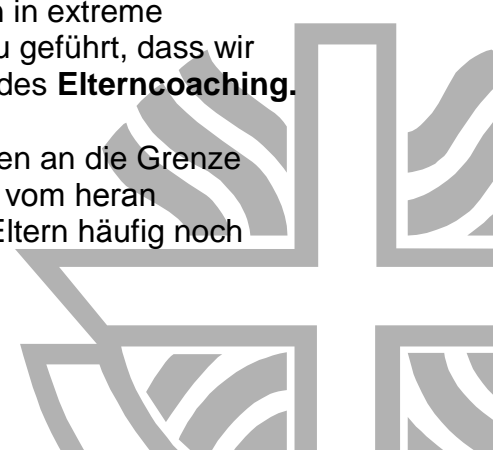 in extreme
geführt, dass wir
des Elterncoaching.
en an die Grenze
vom heran
Eltern häufig noch